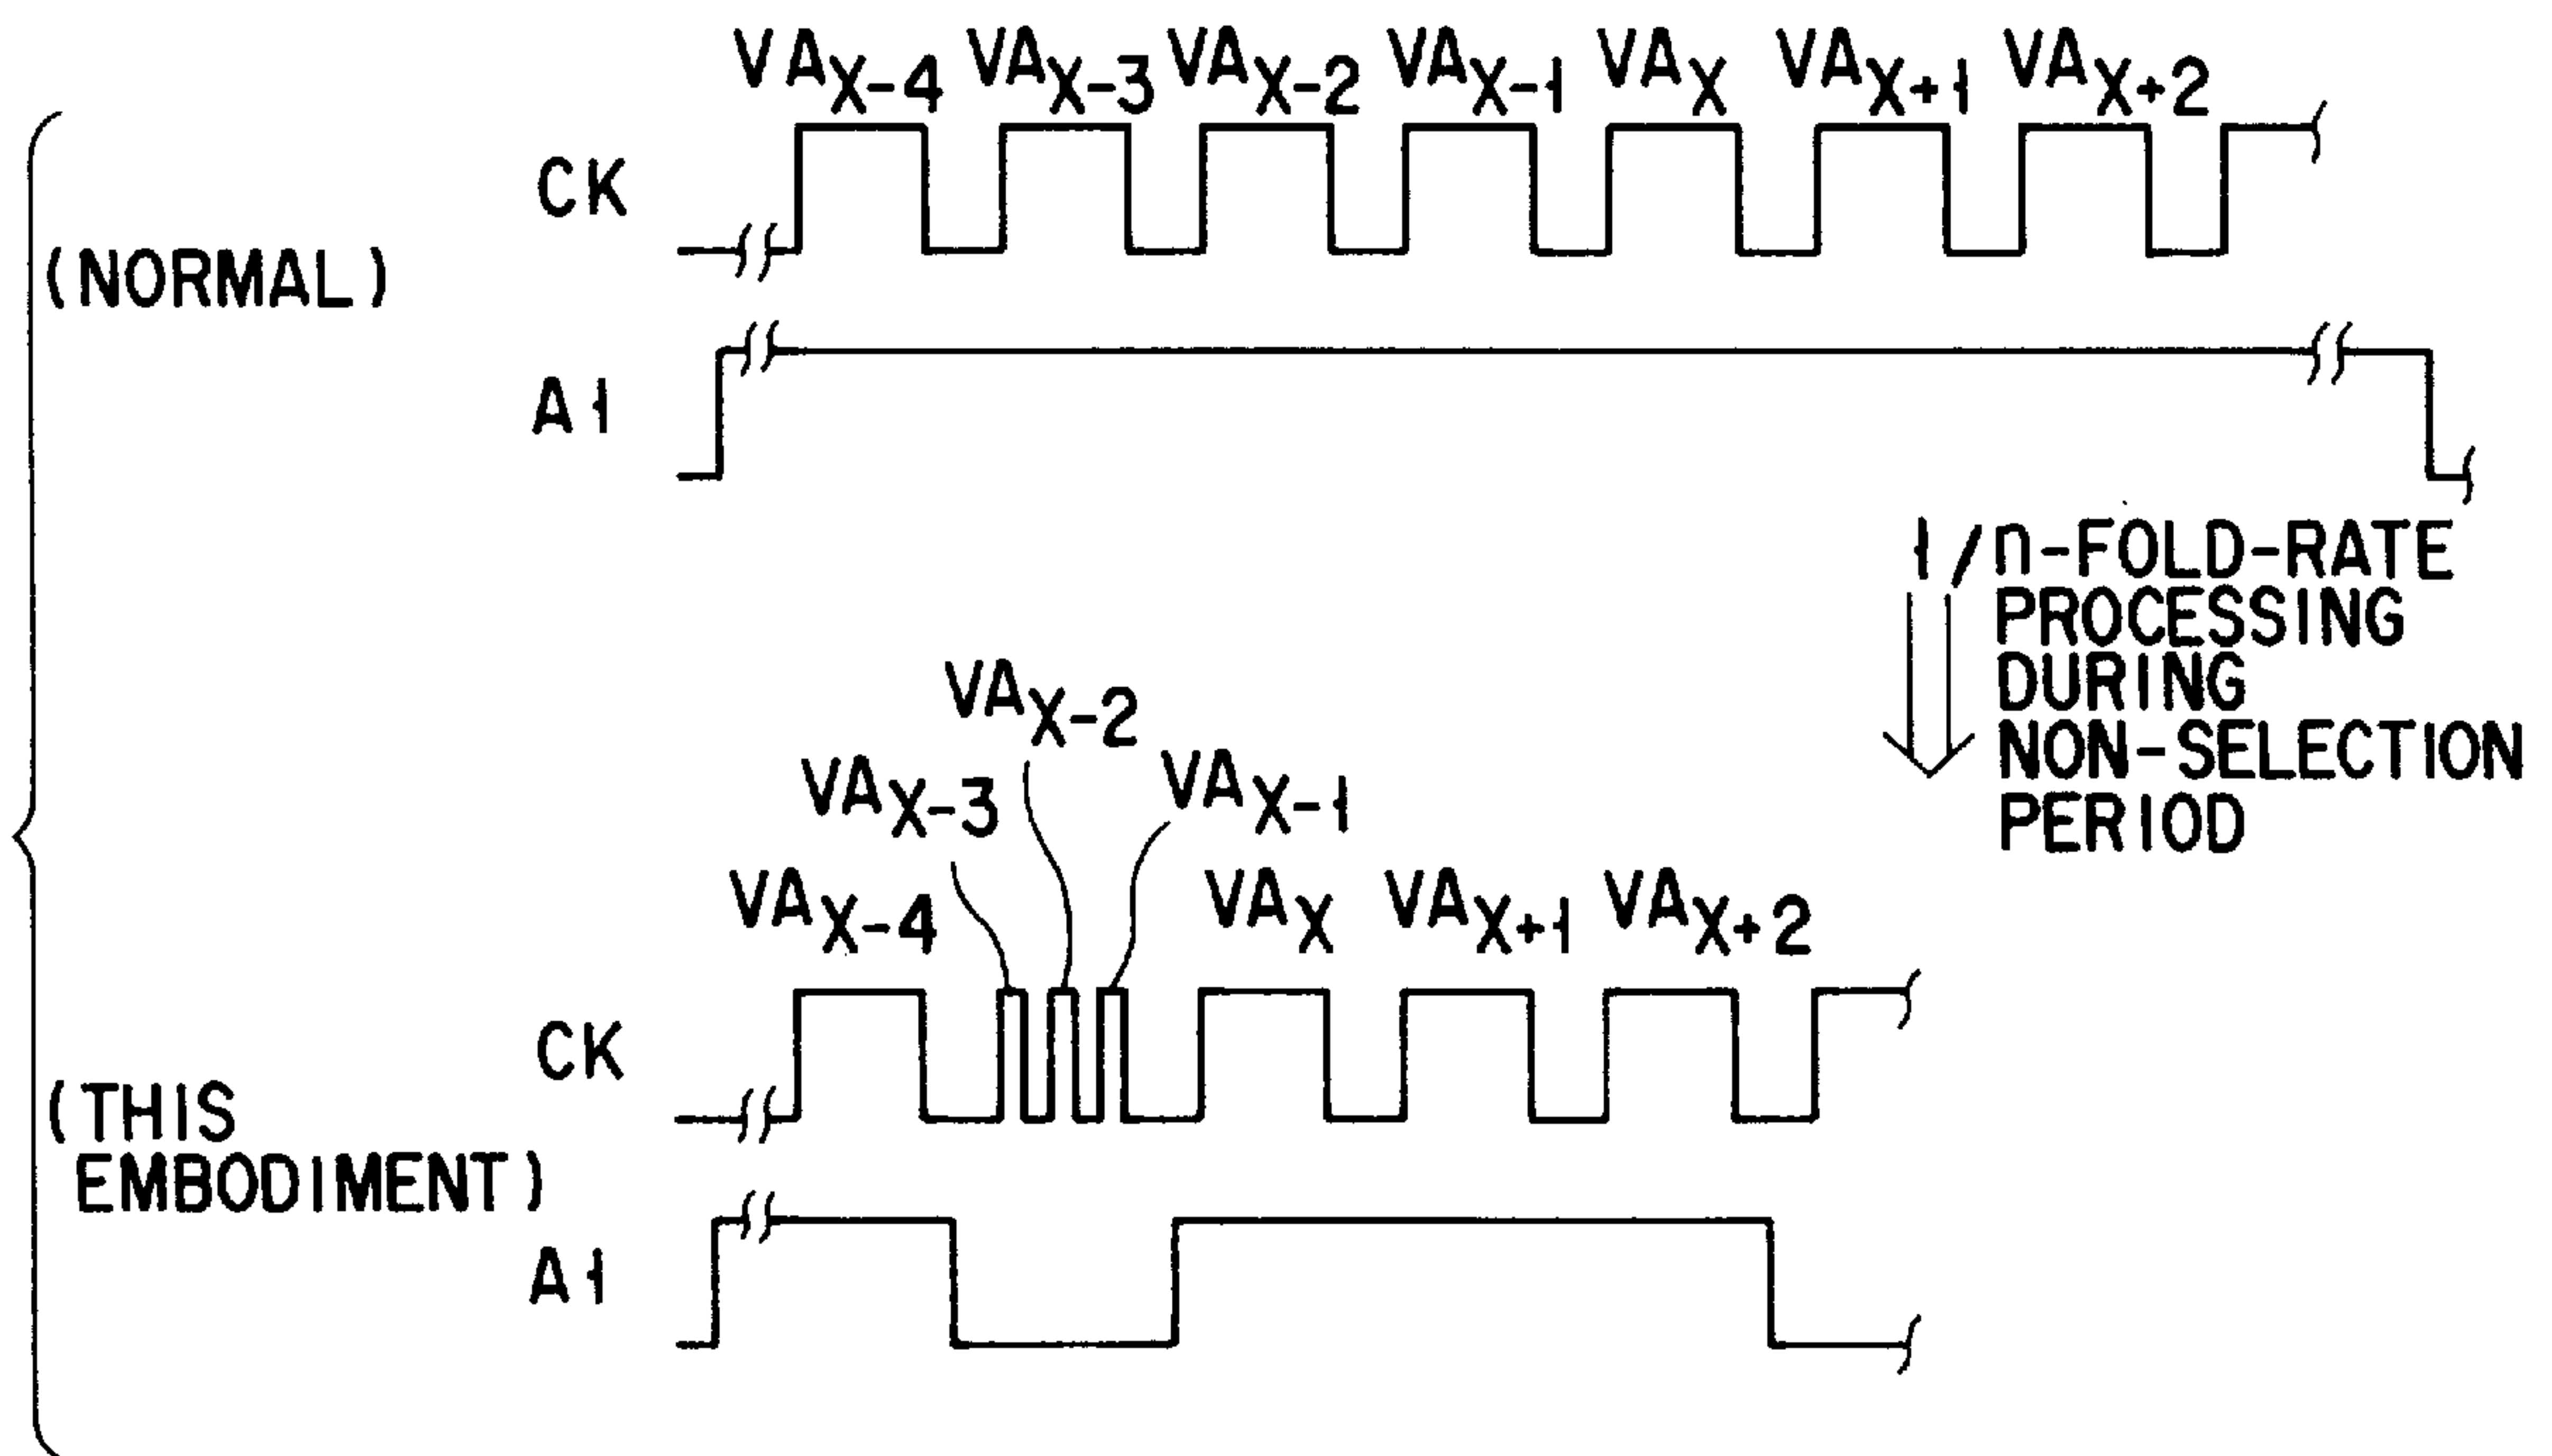 VAX-4 VAX-3 VAX-2 VAX-1 VAX VAX+1 VAX+2
CK
(NORMAL)
A1
1/n-FOLD-RATE
PROCESSING
DURING
NON-SELECTION
PERIOD
VAX-2
VAX-3 VAX-1
VAX-4 VAX VAX+1 VAX+2
CK
(THIS
EMBODIMENT)
A1